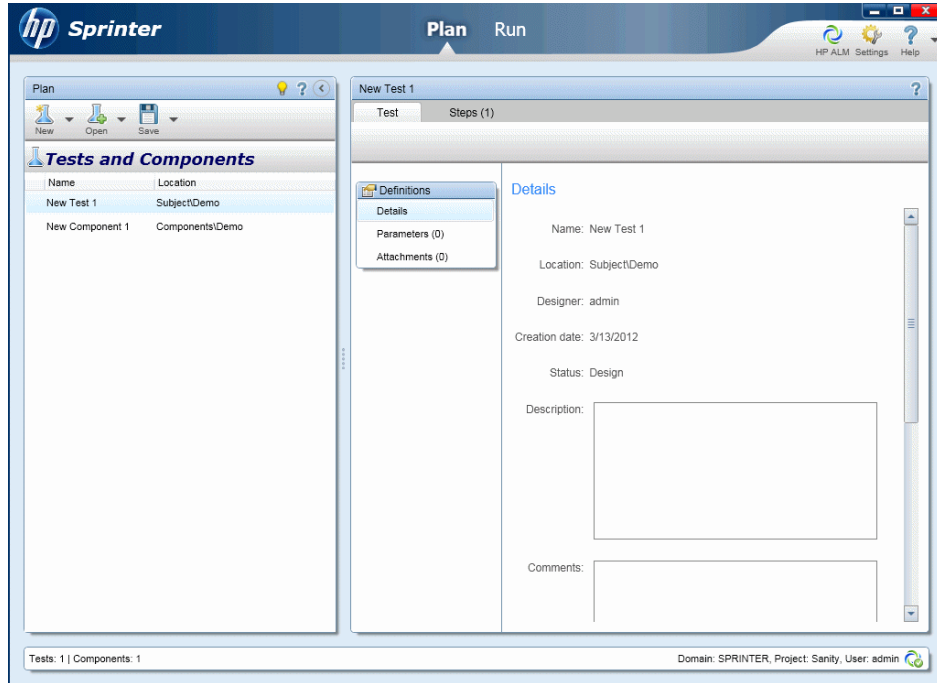 hp Sprinter
Plan Run
HP ALM Settings Help
Plan ?
New Open Save
Tests and Components
Name Location
New Test 1 Subject\Demo
New Component 1 Components\Demo
New Test 1 ?
Test Steps (1)
Definitions
Details
Parameters (0)
Attachments (0)
Details
Name: New Test 1
Location: Subject\Demo
Designer: admin
Creation date: 3/13/2012
Status: Design
Description:
Comments:
Tests: 1 | Components: 1
Domain: SPRINTER, Project: Sanity, User: admin